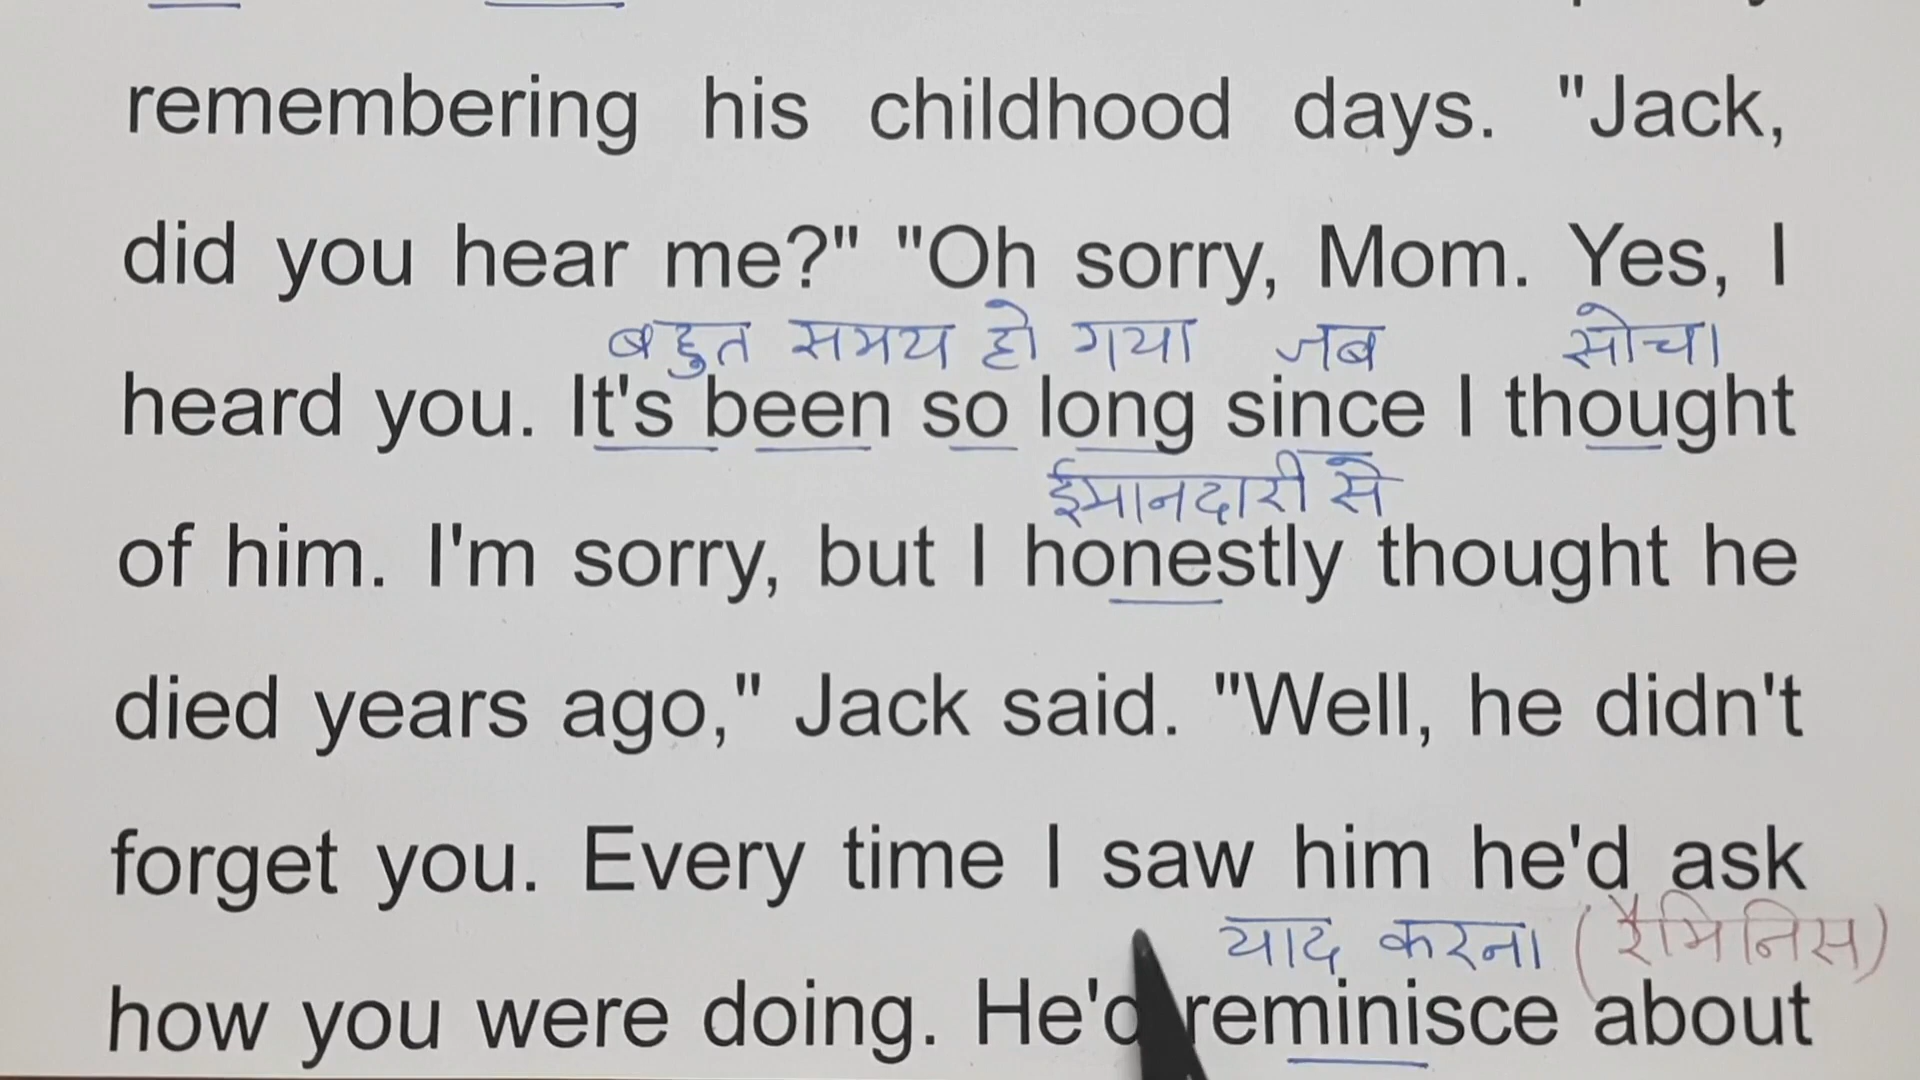 remembering his childhood days. "Jack,
did you hear me?" "Oh sorry, Mom. Yes, I
बहुत समय हो गया जब सोचा
heard you. It's been so long since I thought
ईमानदारी से
of him. I'm sorry, but I honestly thought he
died years ago," Jack said. "Well, he didn't
forget you. Every time I saw him he'd ask
याद करना (रैमिनिस)
how you were doing. He'd reminisce about